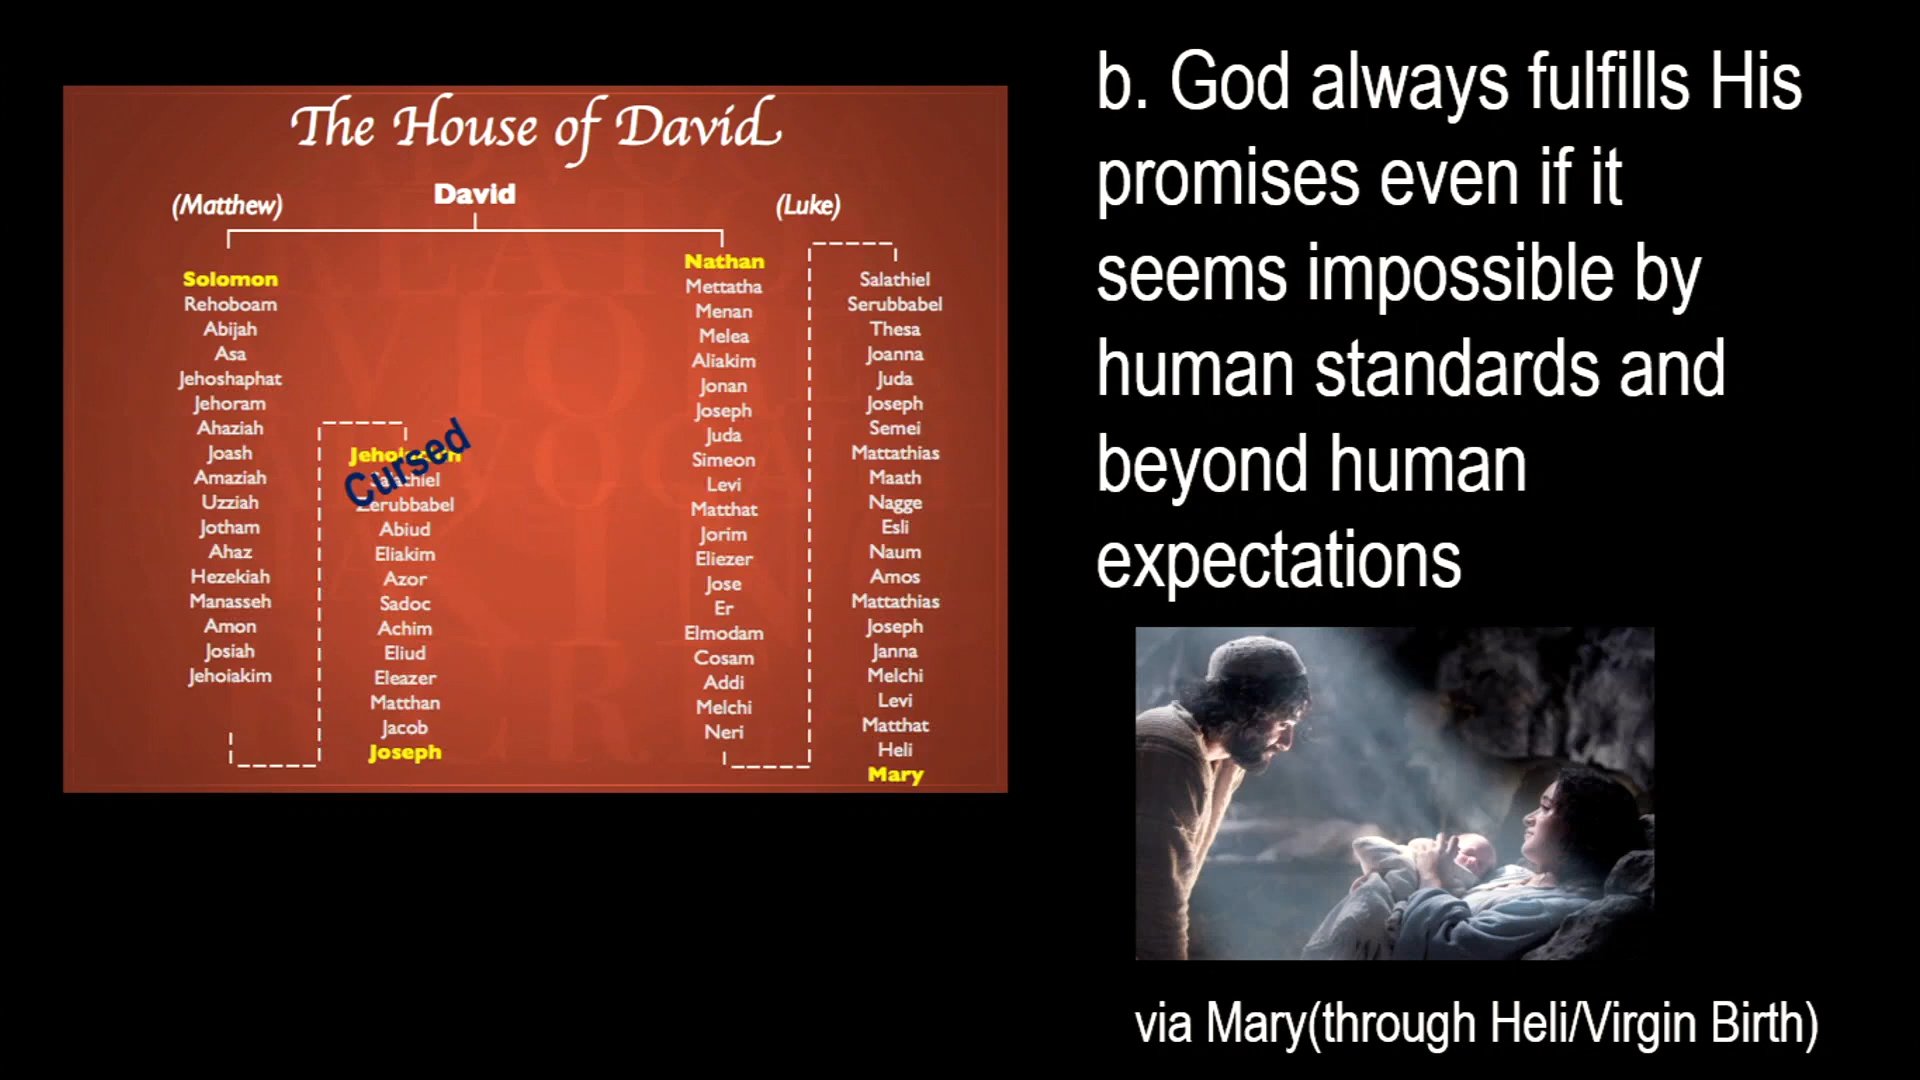 The House of David
(Matthew)
David
(Luke)
Solomon
Rehoboam
Abijah
Asa
Jehoshaphat
Jehoram
Ahaziah
Joash
Amaziah
Uzziah
Jotham
Ahaz
Hezekiah
Manasseh
Amon
Josiah
Jehoiakim
Cursed
Salathiel
Zerubbabel
Abiud
Eliakim
Azor
Sadoc
Achim
Eliud
Eleazer
Matthan
Jacob
Joseph
Nathan
Mettatha
Menan
Melea
Aliakim
Jonan
Joseph
Juda
Simeon
Levi
Matthat
Jorim
Eliezer
Jose
Er
Elmodam
Cosam
Addi
Melchi
Neri
Salathiel
Serubbabel
Thesa
Joanna
Juda
Joseph
Semei
Mattathias
Maath
Nagge
Esli
Naum
Amos
Mattathias
Joseph
Janna
Melchi
Levi
Matthat
Heli
Mary
b. God always fulfills His
promises even if it
seems impossible by
human standards and
beyond human
expectations
via Mary(through Heli/Virgin Birth)